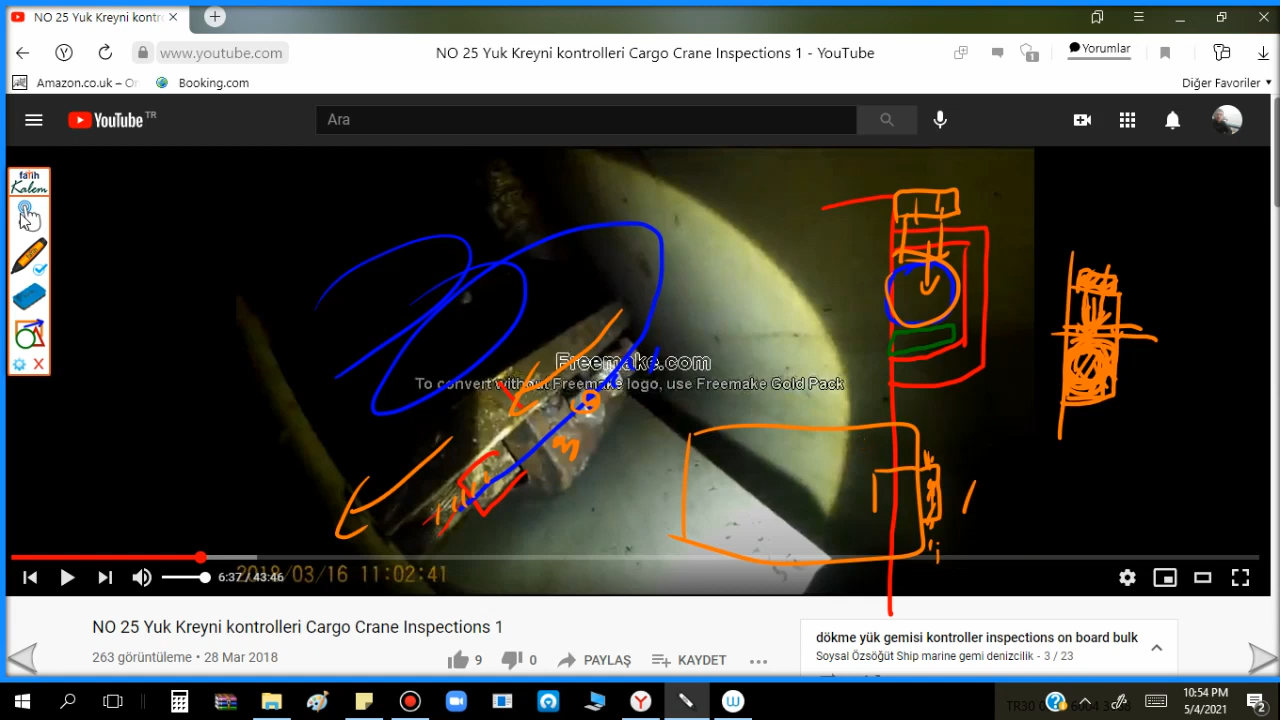 NO 25 Yuk Kreyni kontr
www.youtube.com
NO 25 Yuk Kreyni kontrolleri Cargo Crane Inspections 1 - YouTube
1
Yorumlar
Amazon.co.uk – Or
Booking.com
Diğer Favoriler
YouTube TR
Ara
fatih
Kalem
Freemake.com
To convert without Freemake logo, use Freemake Gold Pack
2018/03/16 11:02:41
6:37 / 43:46
NO 25 Yuk Kreyni kontrolleri Cargo Crane Inspections 1
263 görüntüleme • 28 Mar 2018
9
0
PAYLAŞ
KAYDET
dökme yük gemisi kontroller inspections on board bulk
Soysal Özsöğüt Ship marine gemi denizcilik - 3 / 23
10:54 PM
5/4/2021
2